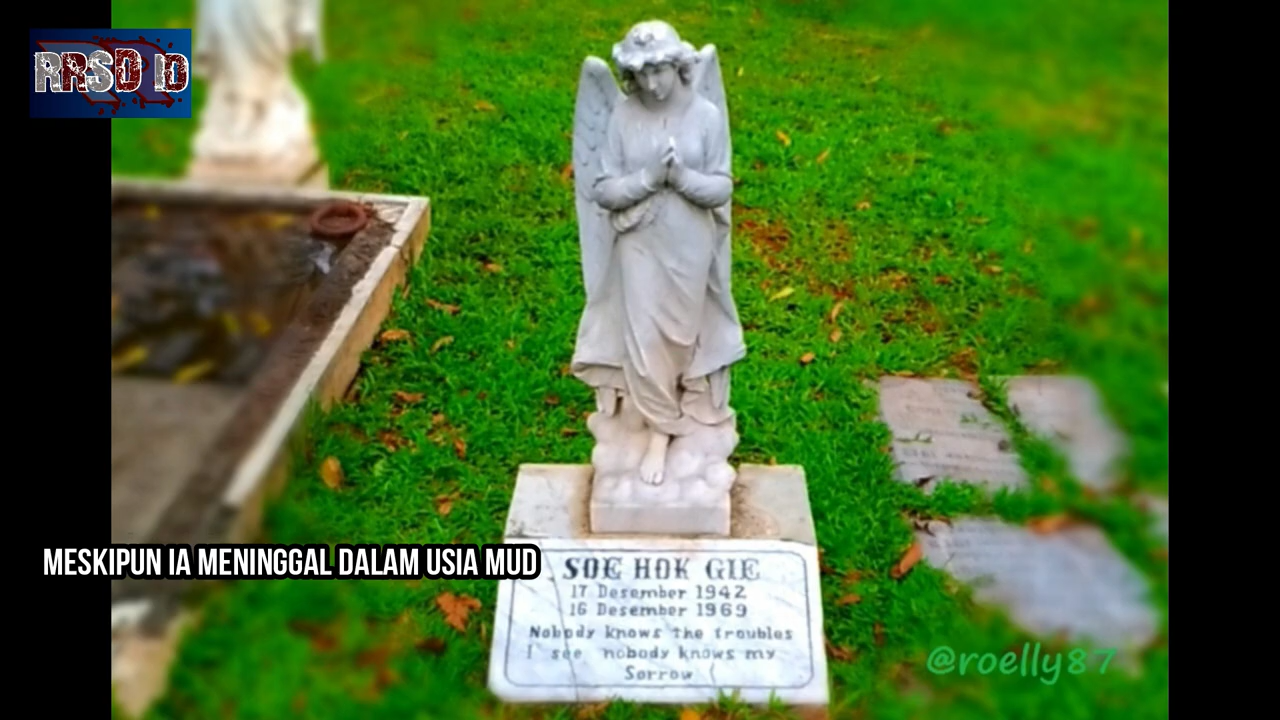 RRSD ID
MESKIPUN IA MENINGGAL DALAM USIA MUD
SOE HOK GIE
17 Desember 1942
16 Desember 1969
Nobody knows the troubles
I see nobody knows my
Sorrow
@roelly87